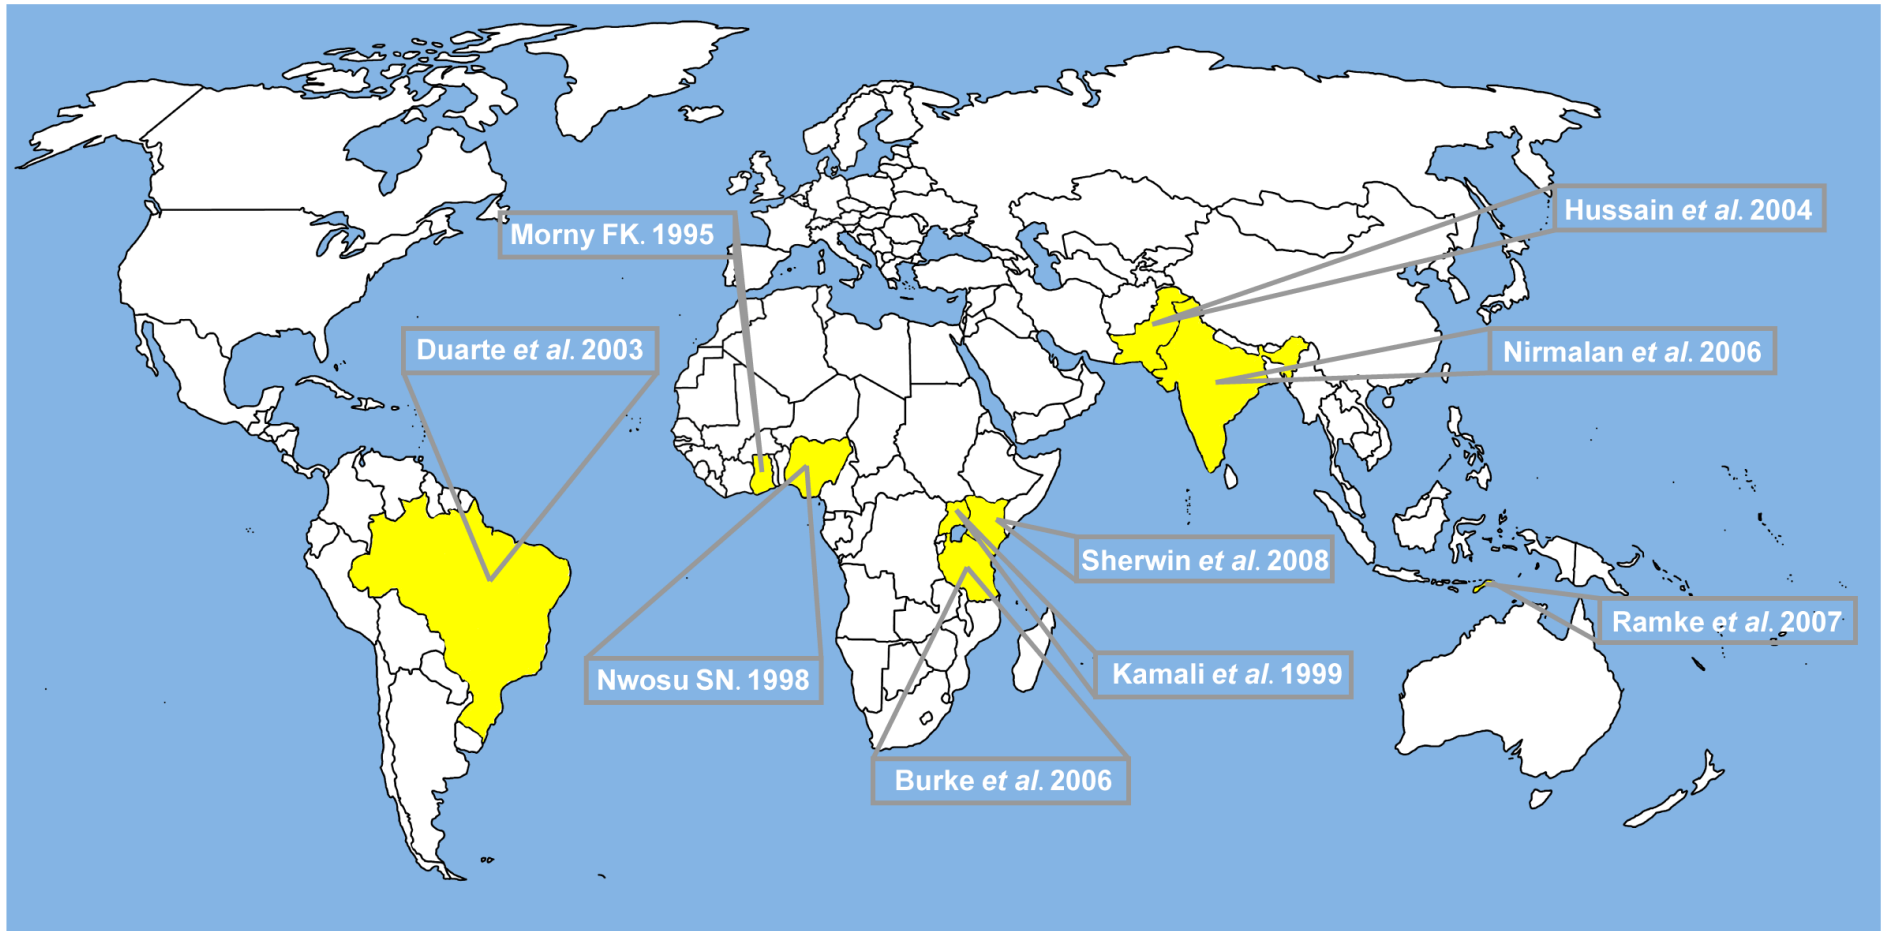 Hussain et al. 2004
Morny FK. 1995
Duarte et al. 2003
Nirmalan et al. 2006
Sherwin et al. 2008
Ramke et al. 2007
Kamali et al. 1999
Nwosu SN. 1998
Burke et al. 2006